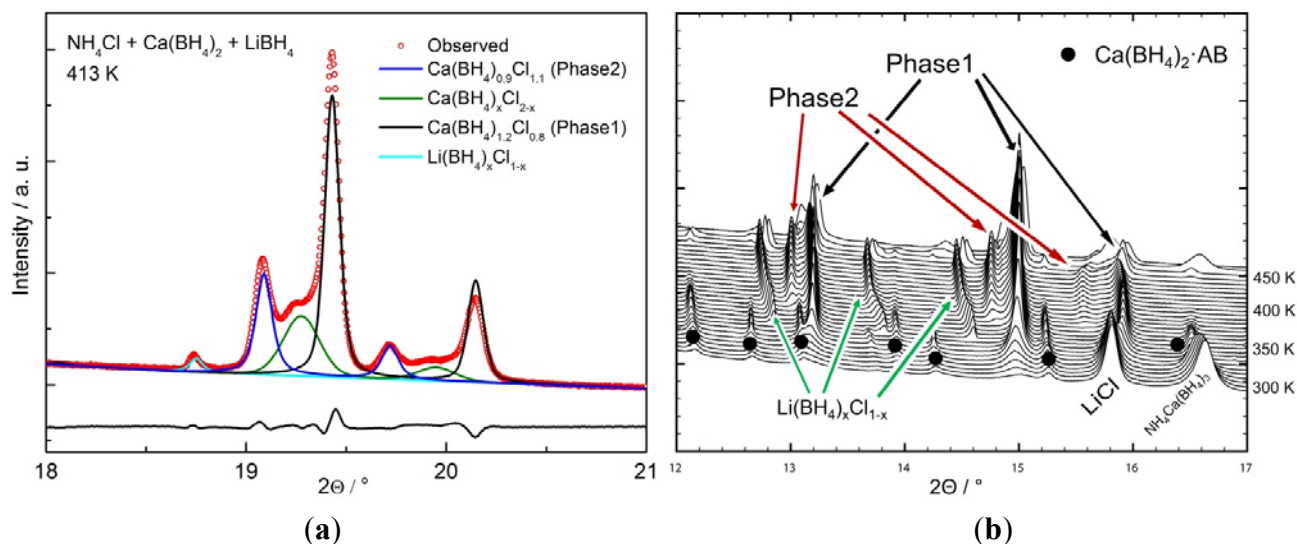 NH₄Cl + Ca(BH₄)₂ + LiBH₄
413 K
Observed
Ca(BH₄)₀.₉Cl₁.₁ (Phase2)
Ca(BH₄)ₓCl₂₋ₓ
Ca(BH₄)₁.₂Cl₀.₈ (Phase1)
Li(BH₄)ₓCl₁₋ₓ
Intensity / a. u.
18 19 20 21
2Θ / °
(a)
Ca(BH₄)₂·AB
Phase1
Phase2
450 K
400 K
350 K
300 K
Li(BH₄)ₓCl₁₋ₓ
LiCl
NH₄Ca(BH₄)₃
12 13 14 15 16 17
2Θ / °
(b)